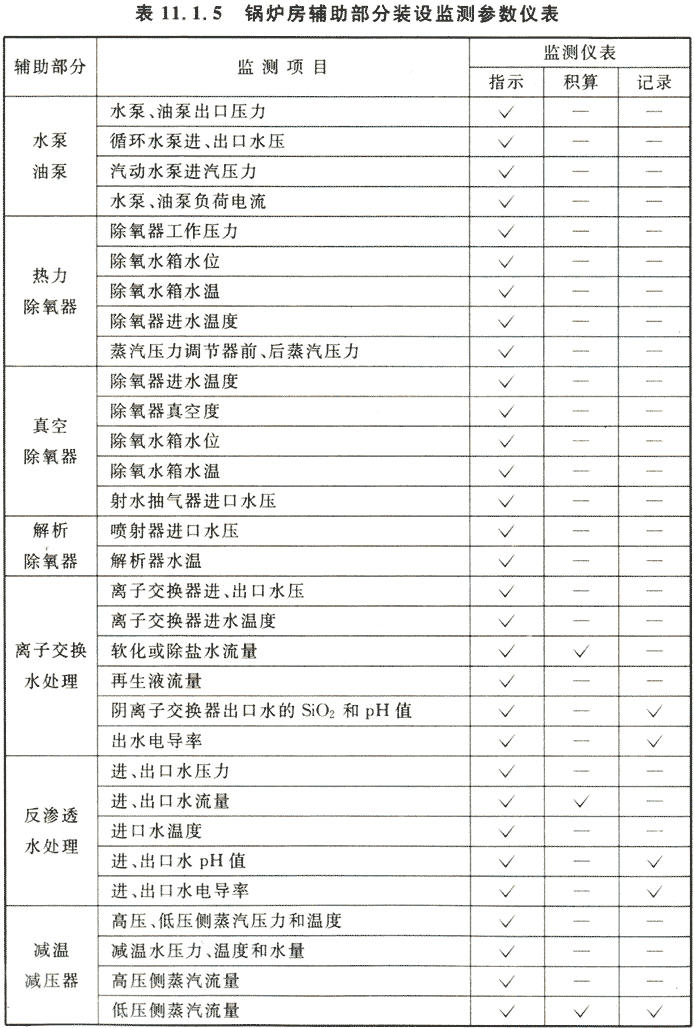 表 11.1.5 锅炉房辅助部分装设监测参数仪表
辅助部分 监测项目 监测仪表
指示 积算 记录
水泵
油泵
水泵、油泵出口压力 ✓ — —
循环水泵进、出口水压 ✓ — —
汽动水泵进汽压力 ✓ — —
水泵、油泵负荷电流 ✓ — —
热力
除氧器
除氧器工作压力 ✓ — —
除氧水箱水位 ✓ — —
除氧水箱水温 ✓ — —
除氧器进水温度 ✓ — —
蒸汽压力调节器前、后蒸汽压力 ✓ — —
真空
除氧器
除氧器进水温度 ✓ — —
除氧器真空度 ✓ — —
除氧水箱水位 ✓ — —
除氧水箱水温 ✓ — —
射水抽气器进口水压 ✓ — —
解析
除氧器
喷射器进口水压 ✓ — —
解析器水温 ✓ — —
离子交换
水处理
离子交换器进、出口水压 ✓ — —
离子交换器进水温度 ✓ — —
软化或除盐水流量 ✓ ✓ —
再生液流量 ✓ — —
阴离子交换器出口水的 SiO₂ 和 pH 值 ✓ — ✓
出水电导率 ✓ — ✓
反渗透
水处理
进、出口水压力 ✓ — —
进、出口水流量 ✓ ✓ —
进口水温度 ✓ — —
进、出口水 pH 值 ✓ — ✓
进、出口水电导率 ✓ — ✓
减温
减压器
高压、低压侧蒸汽压力和温度 ✓ — —
减温水压力、温度和水量 ✓ — —
高压侧蒸汽流量 ✓ — —
低压侧蒸汽流量 ✓ ✓ ✓